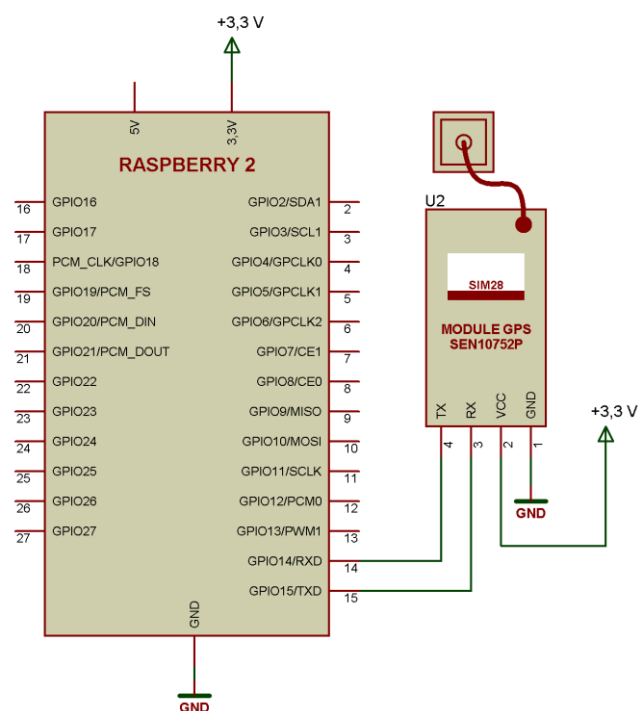 +3,3 V
5V
3,3V
RASPBERRY 2
16 GPIO16
17 GPIO17
18 PCM_CLK/GPIO18
19 GPIO19/PCM_FS
20 GPIO20/PCM_DIN
21 GPIO21/PCM_DOUT
22 GPIO22
23 GPIO23
24 GPIO24
25 GPIO25
26 GPIO26
27 GPIO27
GPIO2/SDA1 2
GPIO3/SCL1 3
GPIO4/GPCLK0 4
GPIO5/GPCLK1 5
GPIO6/GPCLK2 6
GPIO7/CE1 7
GPIO8/CE0 8
GPIO9/MISO 9
GPIO10/MOSI 10
GPIO11/SCLK 11
GPIO12/PCM0 12
GPIO13/PWM1 13
GPIO14/RXD 14
GPIO15/TXD 15
GND
GND
U2
SIM28
MODULE GPS
SEN10752P
TX RX VCC GND
4 3 2 1
+3,3 V
GND